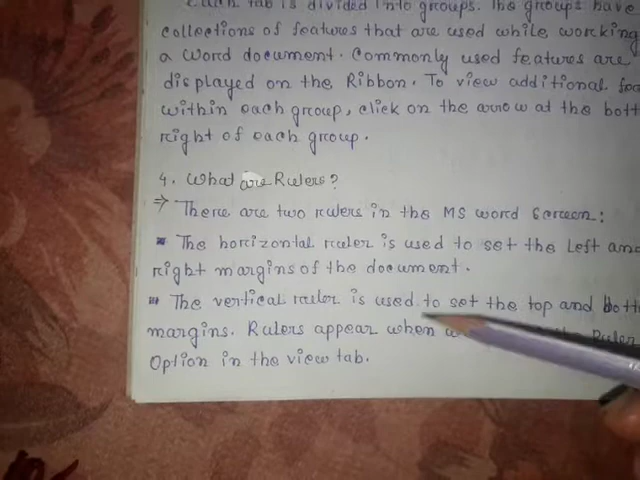 Each tab is divided into groups. The groups have
collections of features that are used while working
a word document. Commonly used features are
displayed on the Ribbon. To view additional fea
within each group, click on the arrow at the bott
right of each group.
4. What are Rulers?
→ There are two rulers in the MS word Screen:
▪ The horizontal ruler is used to set the Left and
right margins of the document.
▪ The vertical ruler is used to set the top and bott
margins. Rulers appear when Ruler
Option in the view tab.